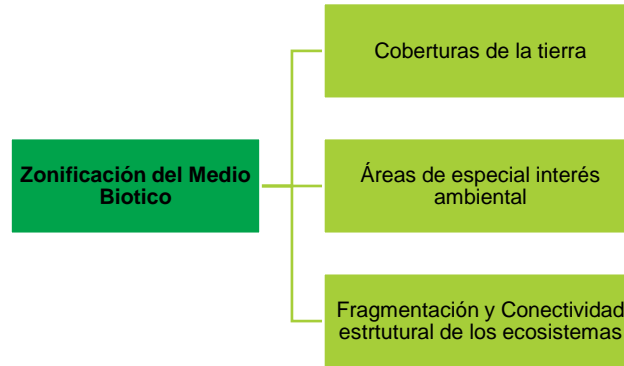 Coberturas de la tierra
Zonificación del Medio
Biotico
Áreas de especial interés
ambiental
Fragmentación y Conectividad
estrtutural de los ecosistemas